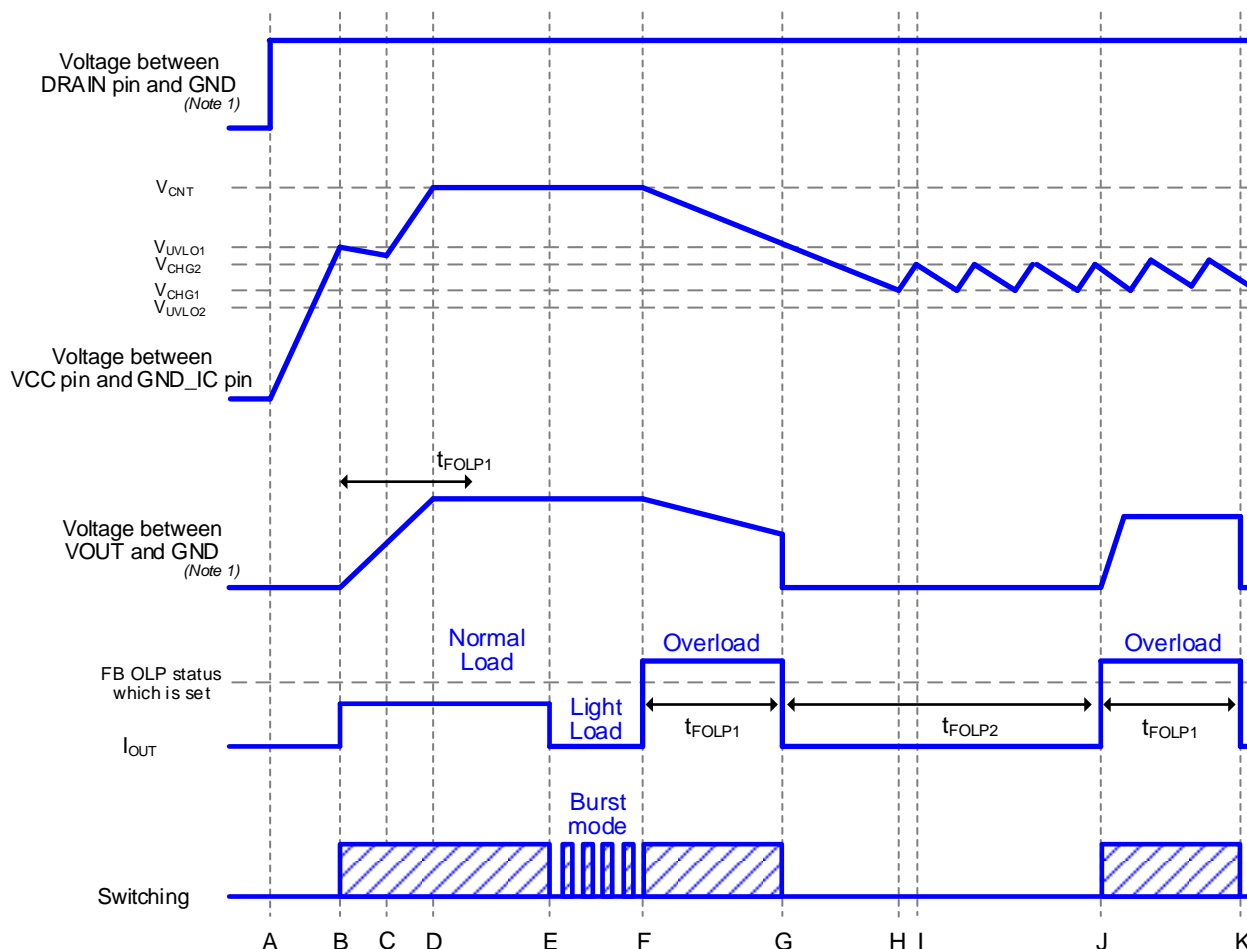 Voltage between
DRAIN pin and GND
(Note 1)
VCNT
VUVLO1
VCHG2
VCHG1
VUVLO2
Voltage between
VCC pin and GND_IC pin
tFOLP1
Voltage between
VOUT and GND
(Note 1)
Normal
Load
Overload
Overload
FB OLP status
which is set
Light
Load
tFOLP1
tFOLP2
tFOLP1
IOUT
Burst
mode
Switching
A B C D E F G H I J K